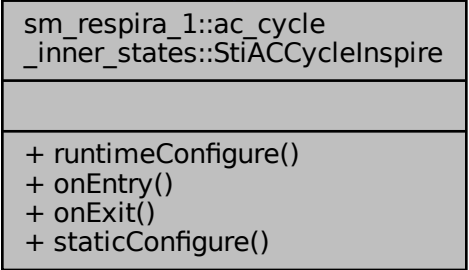 sm_respira_1::ac_cycle
_inner_states::StiACCycleInspire
+ runtimeConfigure()
+ onEntry()
+ onExit()
+ staticConfigure()